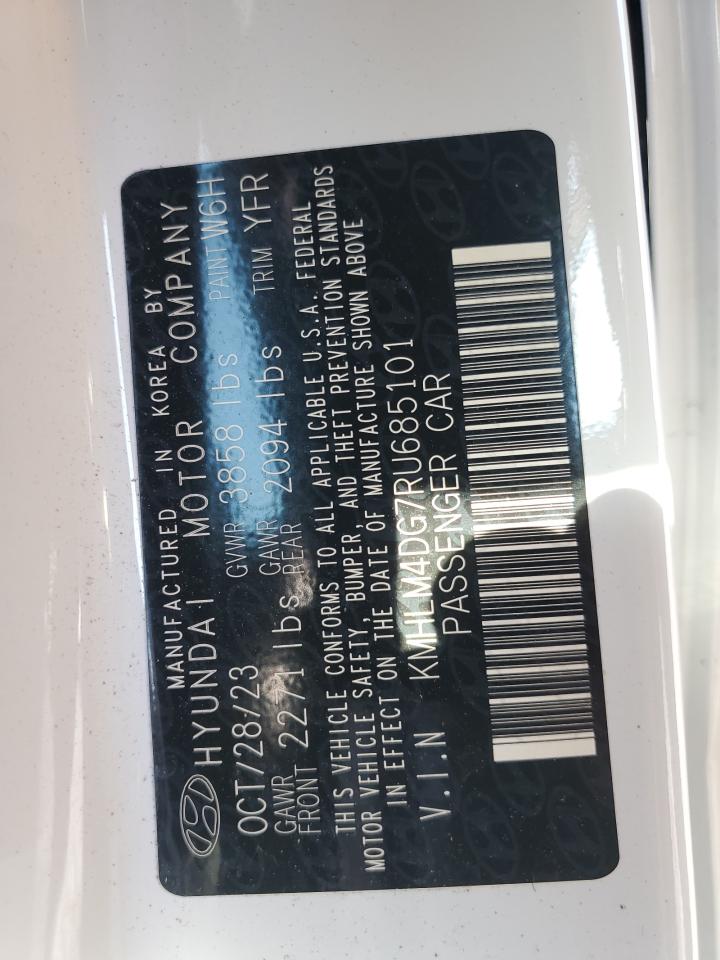 MANUFACTURED IN KOREA BY
HYUNDAI MOTOR COMPANY
OCT/28/23 GVWR 3858 lbs PAINT W6H
GAWR FRONT 2271 lbs GAWR REAR 2094 lbs TRIM YFR
THIS VEHICLE CONFORMS TO ALL APPLICABLE U.S.A. FEDERAL
MOTOR VEHICLE SAFETY, BUMPER, AND THEFT PREVENTION STANDARDS
IN EFFECT ON THE DATE OF MANUFACTURE SHOWN ABOVE
V.I.N KMHLM4DG7RU685101
PASSENGER CAR